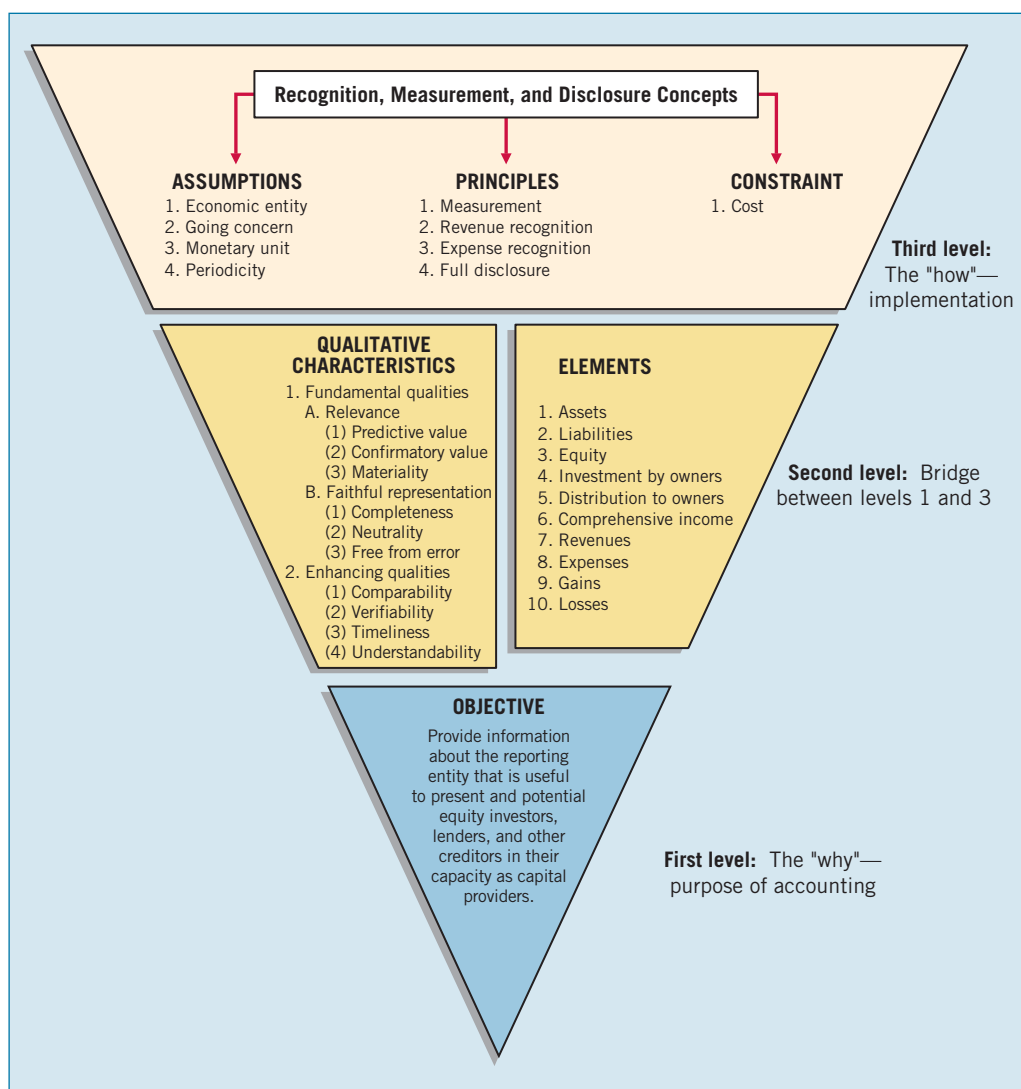 Recognition, Measurement, and Disclosure Concepts
ASSUMPTIONS
1. Economic entity
2. Going concern
3. Monetary unit
4. Periodicity
PRINCIPLES
1. Measurement
2. Revenue recognition
3. Expense recognition
4. Full disclosure
CONSTRAINT
1. Cost
Third level:
The "how"—
implementation
QUALITATIVE
CHARACTERISTICS
1. Fundamental qualities
A. Relevance
(1) Predictive value
(2) Confirmatory value
(3) Materiality
B. Faithful representation
(1) Completeness
(2) Neutrality
(3) Free from error
2. Enhancing qualities
(1) Comparability
(2) Verifiability
(3) Timeliness
(4) Understandability
ELEMENTS
1. Assets
2. Liabilities
3. Equity
4. Investment by owners
5. Distribution to owners
6. Comprehensive income
7. Revenues
8. Expenses
9. Gains
10. Losses
Second level: Bridge
between levels 1 and 3
OBJECTIVE
Provide information
about the reporting
entity that is useful
to present and potential
equity investors,
lenders, and other
creditors in their
capacity as capital
providers.
First level: The "why"—
purpose of accounting